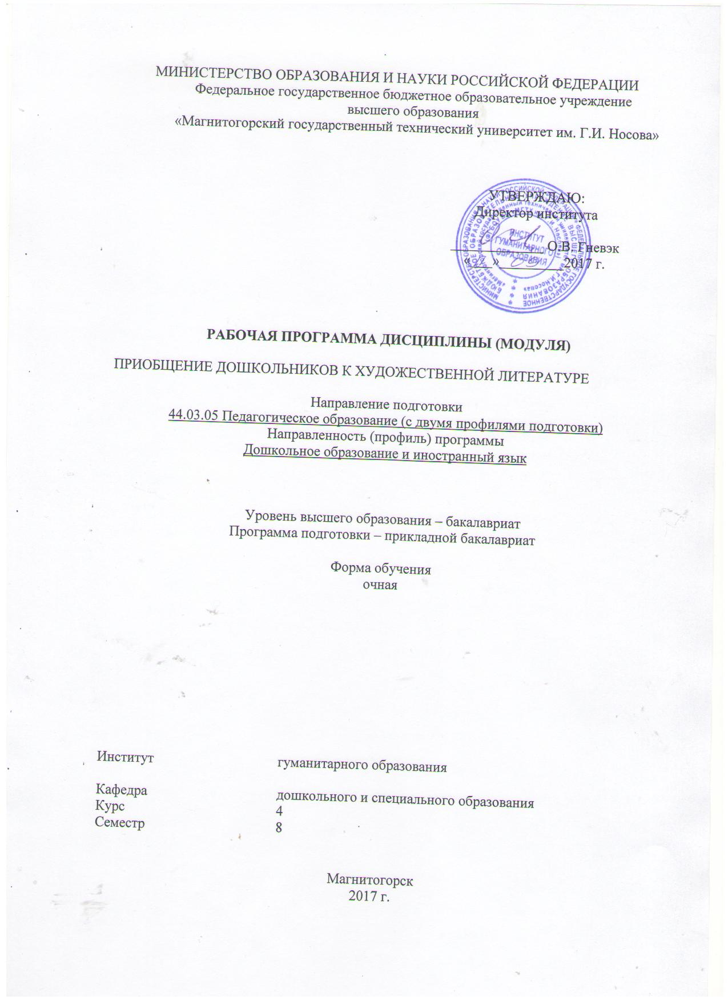 МИНИСТЕРСТВО ОБРАЗОВАНИЯ И НАУКИ РОССИЙСКОЙ ФЕДЕРАЦИИ
Федеральное государственное бюджетное образовательное учреждение
высшего образования
«Магнитогорский государственный технический университет им. Г.И. Носова»
УТВЕРЖДАЮ:
Директор института
О.В. Гневэк
«___»_________2017 г.
ИНСТИТУТ
ГУМАНИТАРНОГО
ОБРАЗОВАНИЯ
РАБОЧАЯ ПРОГРАММА ДИСЦИПЛИНЫ (МОДУЛЯ)
ПРИОБЩЕНИЕ ДОШКОЛЬНИКОВ К ХУДОЖЕСТВЕННОЙ ЛИТЕРАТУРЕ
Направление подготовки
44.03.05 Педагогическое образование (с двумя профилями подготовки)
Направленность (профиль) программы
Дошкольное образование и иностранный язык
Уровень высшего образования – бакалавриат
Программа подготовки – прикладной бакалавриат
Форма обучения
очная
Институт гуманитарного образования
Кафедра дошкольного и специального образования
Курс 4
Семестр 8
Магнитогорск
2017 г.